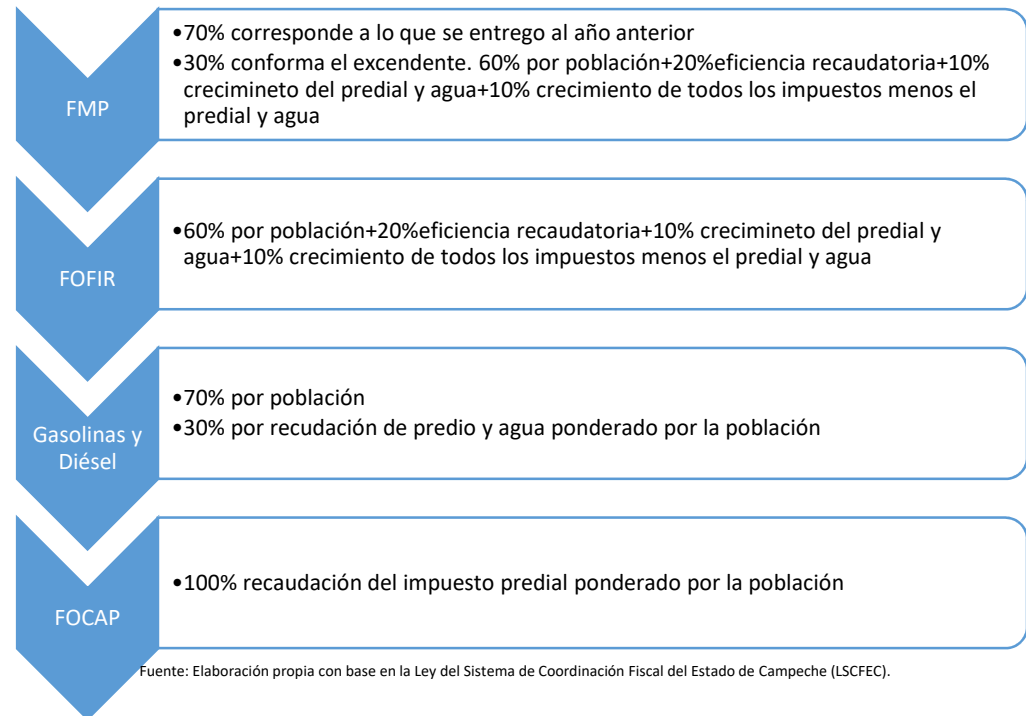 FMP
•70% corresponde a lo que se entrego al año anterior
•30% conforma el excendente. 60% por población+20%eficiencia recaudatoria+10%
crecimineto del predial y agua+10% crecimiento de todos los impuestos menos el
predial y agua
FOFIR
•60% por población+20%eficiencia recaudatoria+10% crecimineto del predial y
agua+10% crecimiento de todos los impuestos menos el predial y agua
Gasolinas y
Diésel
•70% por población
•30% por recudación de predio y agua ponderado por la población
FOCAP
•100% recaudación del impuesto predial ponderado por la población
Fuente: Elaboración propia con base en la Ley del Sistema de Coordinación Fiscal del Estado de Campeche (LSCFEC).